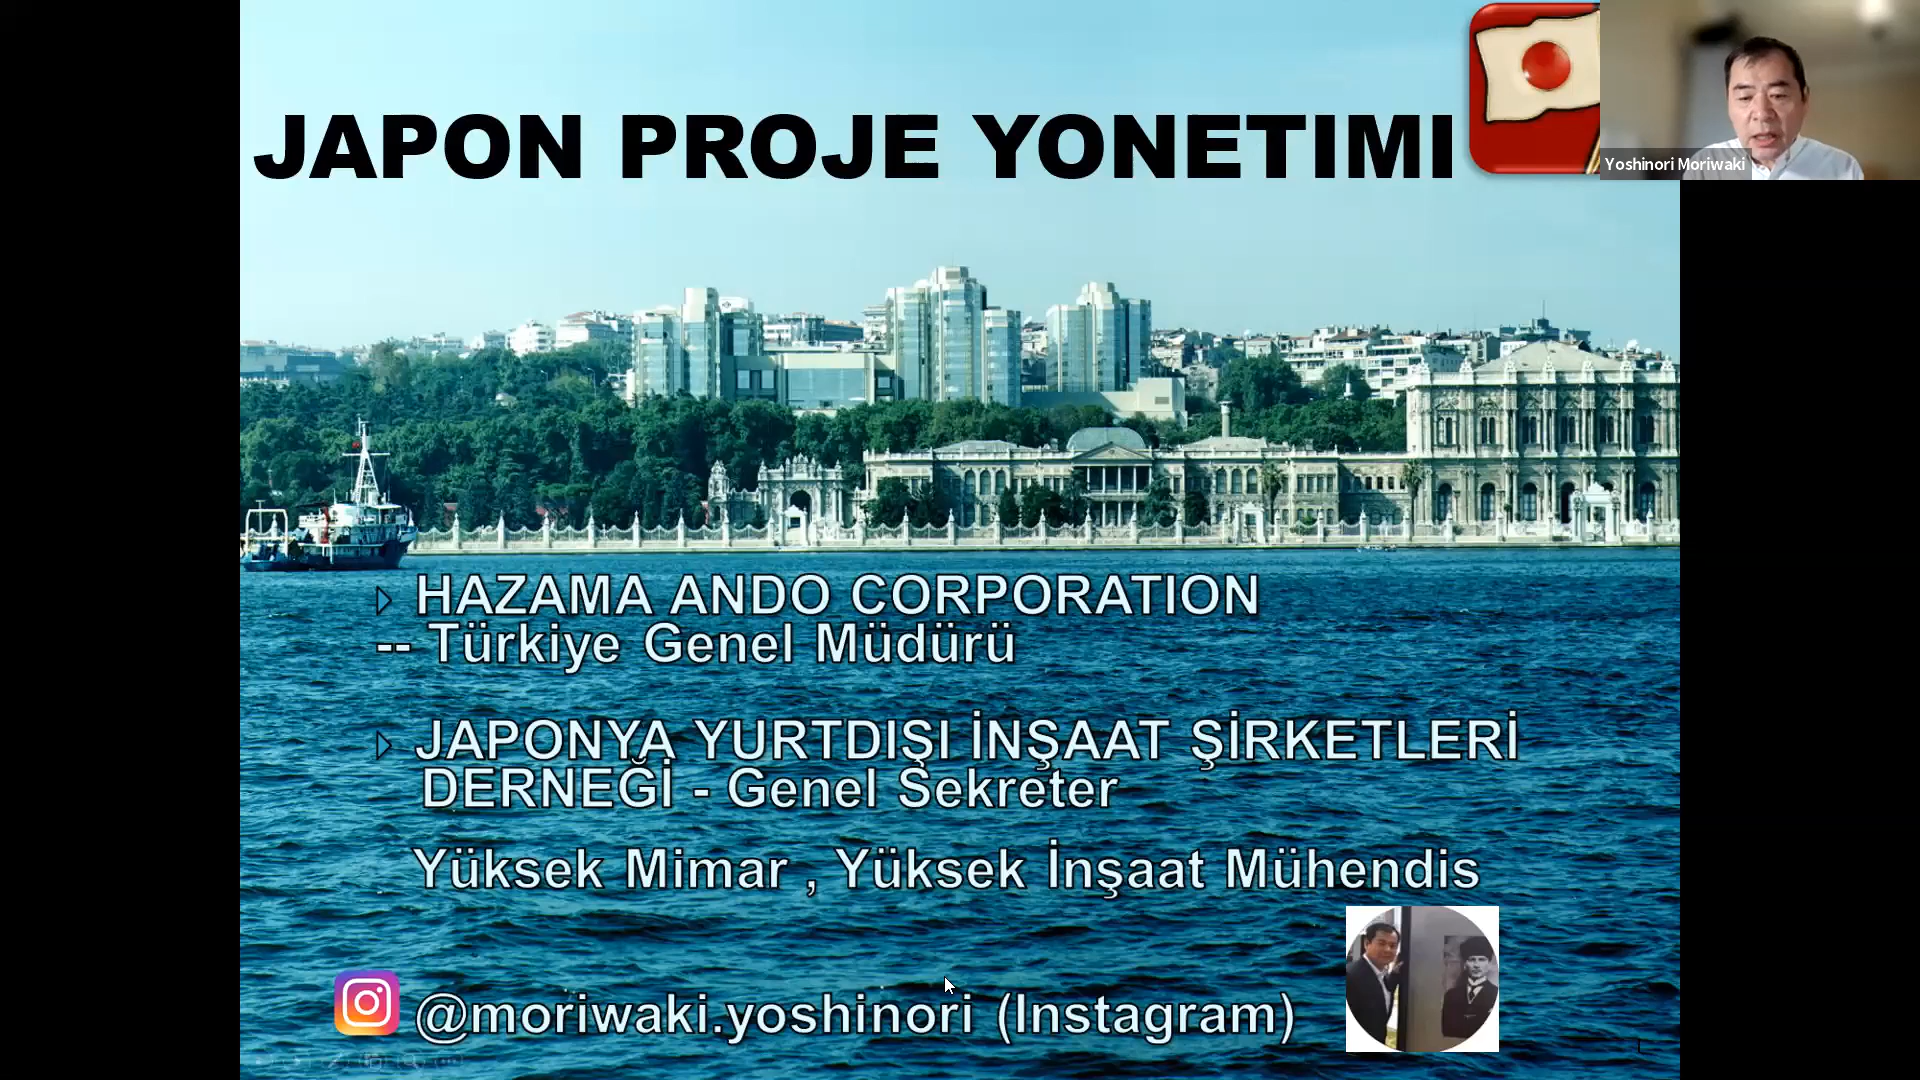 JAPON PROJE YONETIMI
Yoshinori Moriwaki
HAZAMA ANDO CORPORATION
-- Türkiye Genel Müdürü
JAPONYA YURTDIŞI İNŞAAT ŞİRKETLERİ
DERNEĞİ - Genel Sekreter
Yüksek Mimar , Yüksek İnşaat Mühendis
@moriwaki.yoshinori (Instagram)
1